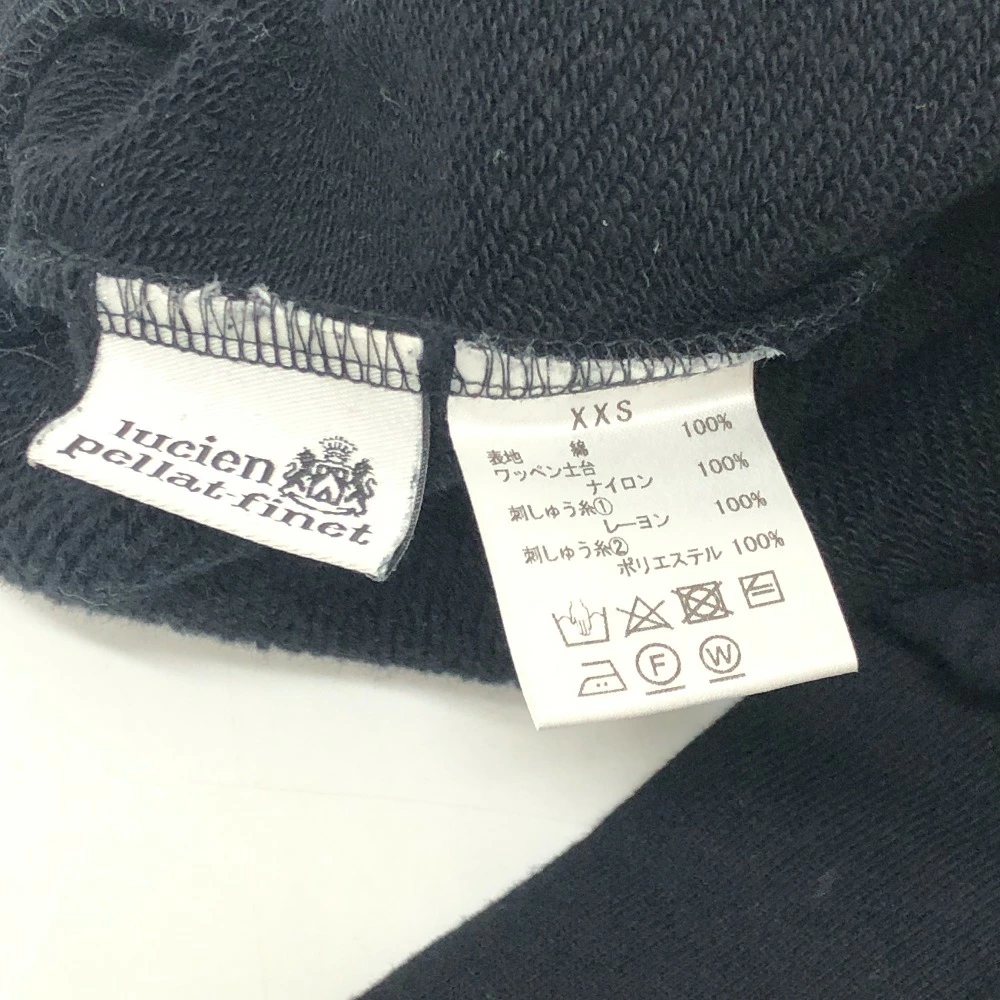 lucien
pellat-finet
XXS
表地 綿 100%
ワッペン土台
ナイロン 100%
刺しゅう糸①
レーヨン 100%
刺しゅう糸②
ポリエステル 100%
F
W